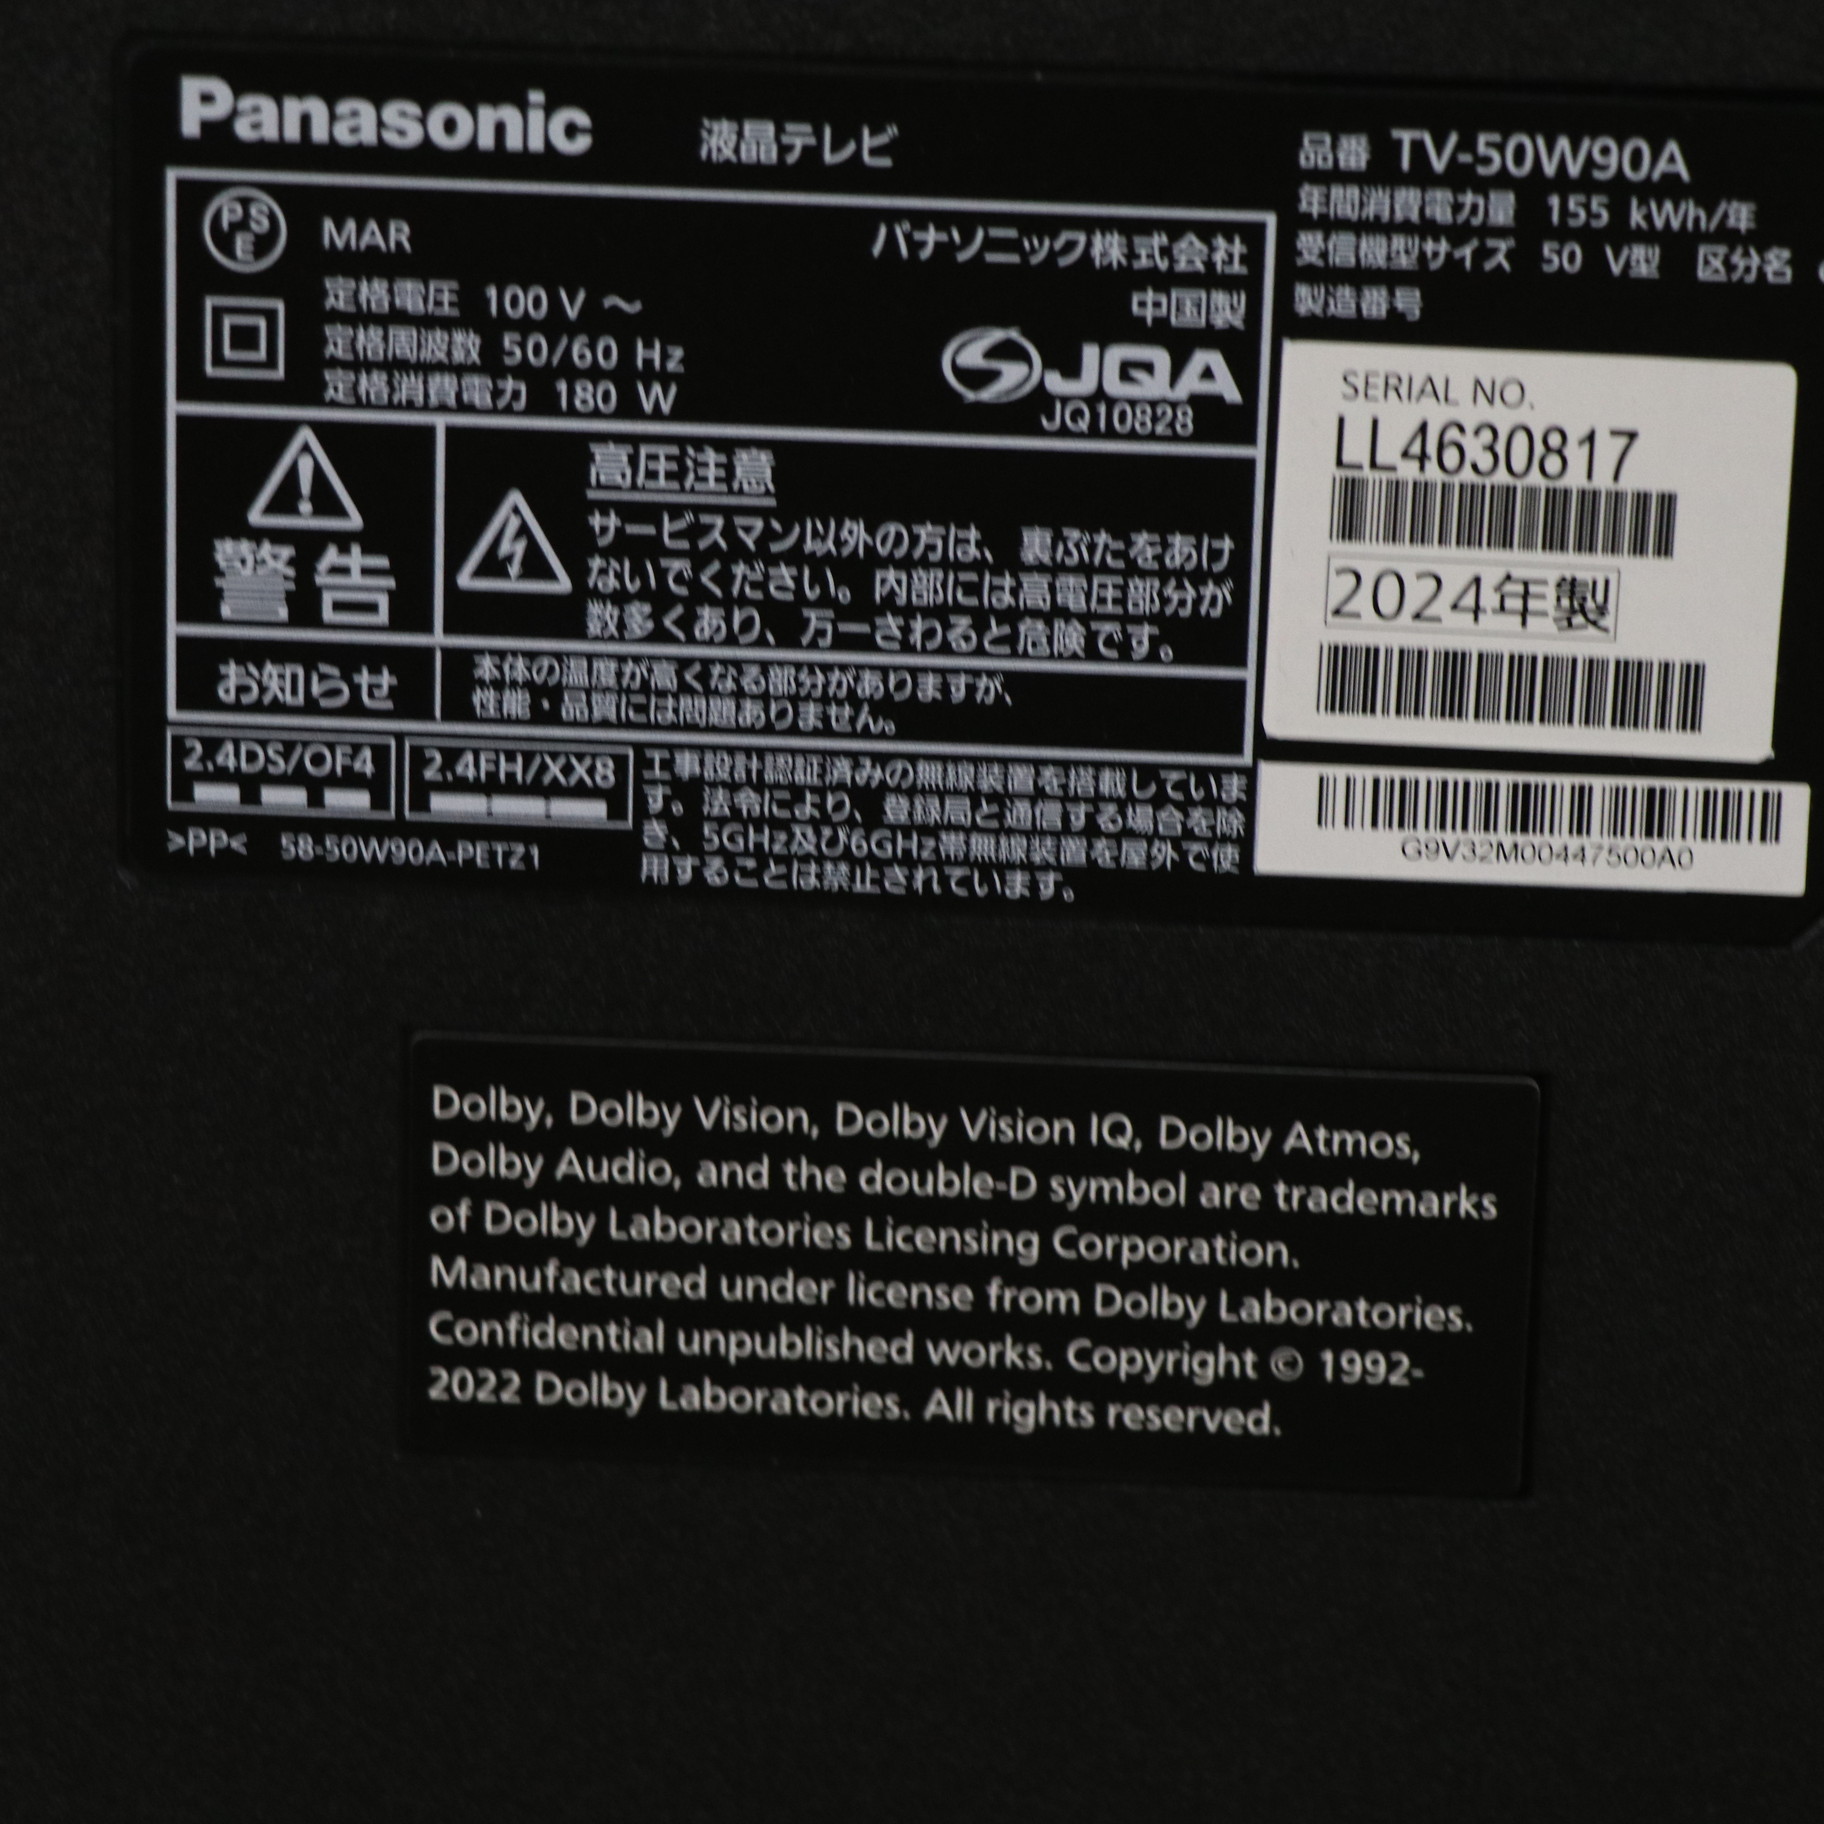 Panasonic 液晶テレビ
PSE MAR
パナソニック株式会社
中国製
定格電圧 100 V ～
定格周波数 50/60 Hz
定格消費電力 180 W
JQA
JQ10828
警告
高圧注意
サービスマン以外の方は、裏ぶたをあけ
ないでください。内部には高電圧部分が
数多くあり、万一さわると危険です。
お知らせ
本体の温度が高くなる部分がありますが、
性能・品質には問題ありません。
2.4DS/OF4
2.4FH/XX8
工事設計認証済みの無線装置を搭載していま
す。法令により、登録局と通信する場合を除
き、5GHz及び6GHz帯無線装置を屋外で使
用することは禁止されています。
>PP< 58-50W90A-PETZ1
品番 TV-50W90A
年間消費電力量 155 kWh/年
受信機型サイズ 50 V型 区分名
製造番号
SERIAL NO.
LL4630817
2024年製
G9V32M00447500A0
Dolby, Dolby Vision, Dolby Vision IQ, Dolby Atmos,
Dolby Audio, and the double-D symbol are trademarks
of Dolby Laboratories Licensing Corporation.
Manufactured under license from Dolby Laboratories.
Confidential unpublished works. Copyright © 1992-
2022 Dolby Laboratories. All rights reserved.